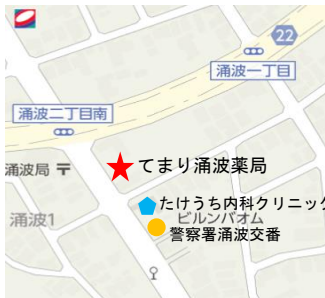 22
涌波一丁目
涌波二丁目南
涌波局
てまり涌波薬局
たけうち内科クリニック
涌波1
ビルンバオム
警察署涌波交番